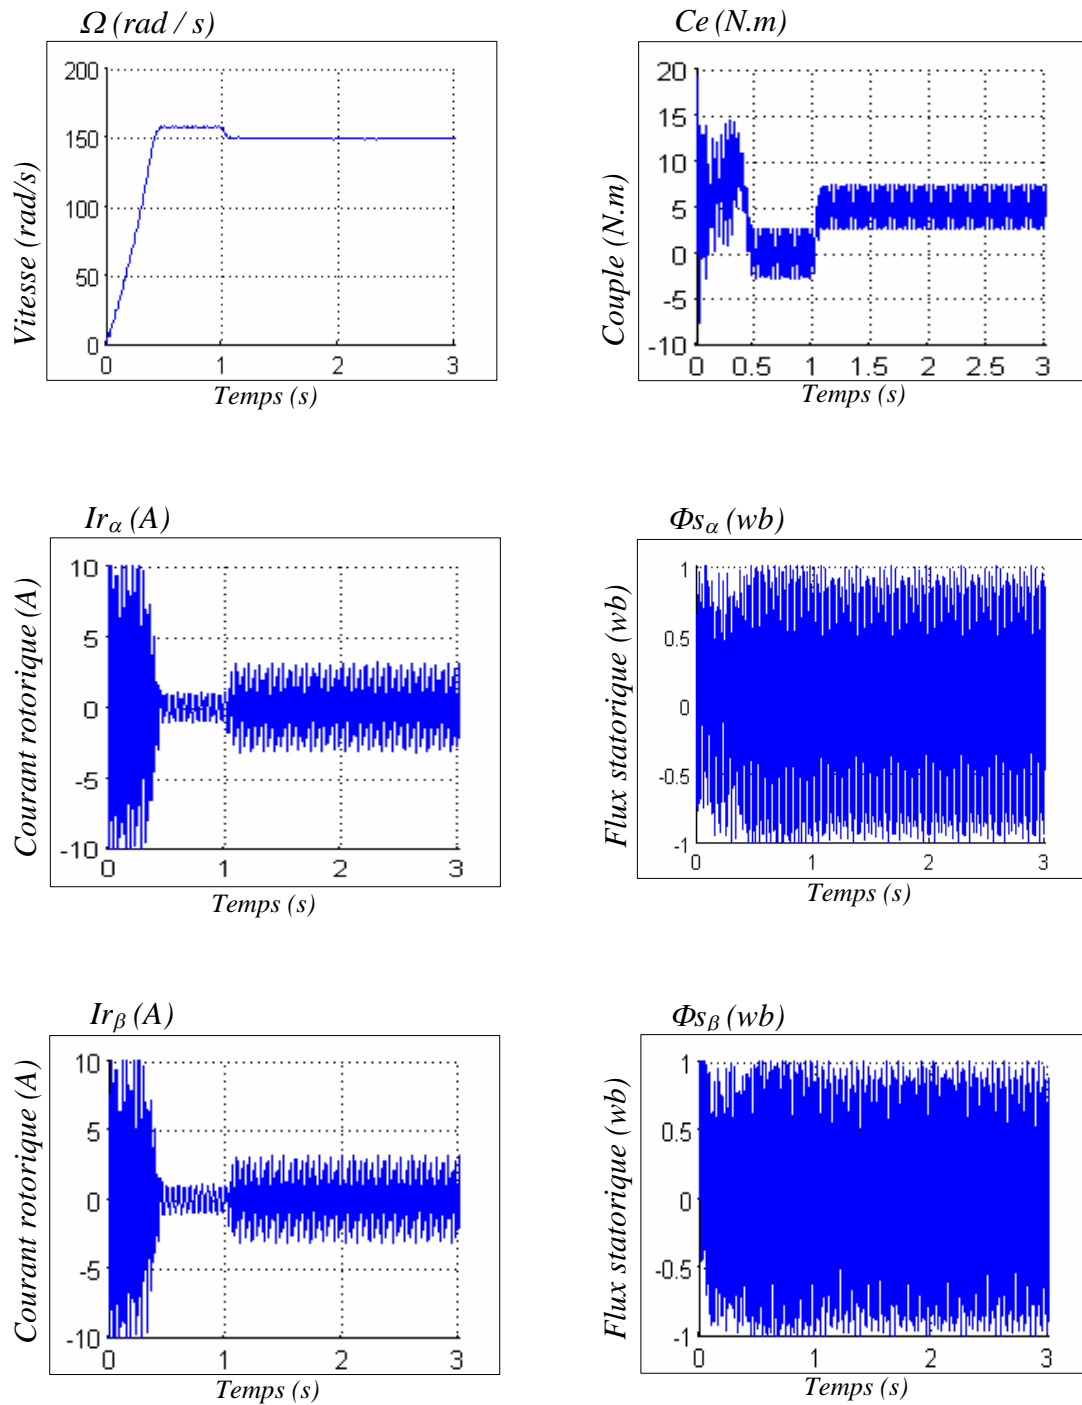 Ω (rad / s)
Vitesse (rad/s)
200
150
100
50
0
0 1 2 3
Temps (s)
Ce (N.m)
Couple (N.m)
20
15
10
5
0
-5
-10
0 0.5 1 1.5 2 2.5 3
Temps (s)
Irα (A)
Courant rotorique (A)
10
5
0
-5
-10
0 1 2 3
Temps (s)
Φsα (wb)
Flux statorique (wb)
1
0.5
0
-0.5
-1
0 1 2 3
Temps (s)
Irβ (A)
Courant rotorique (A)
10
5
0
-5
-10
0 1 2 3
Temps (s)
Φsβ (wb)
Flux statorique (wb)
1
0.5
0
-0.5
-1
0 1 2 3
Temps (s)